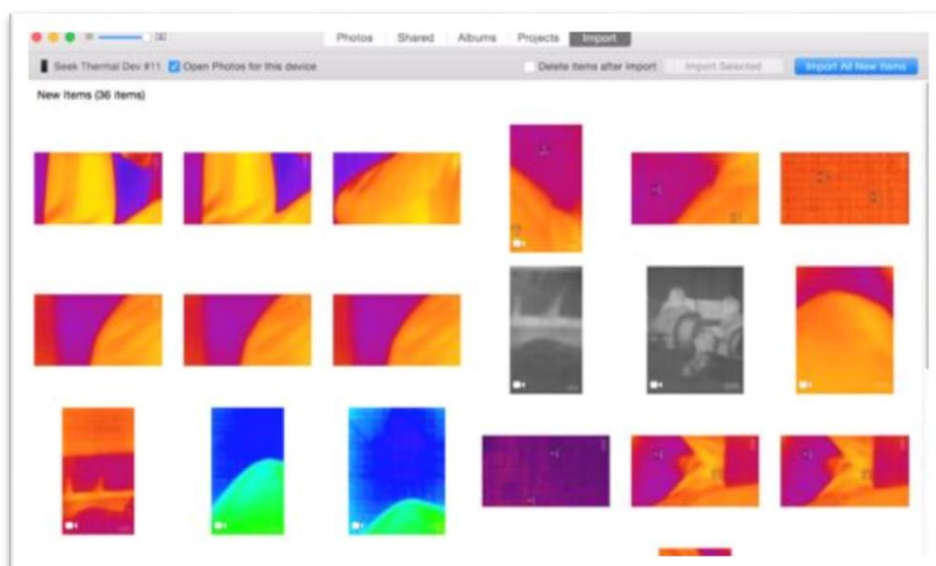 Photos Shared Albums Projects Import
Seek Thermal Dev #11 Open Photos for this device Delete items after import Import Selected Import All New Items
New Items (36 items)